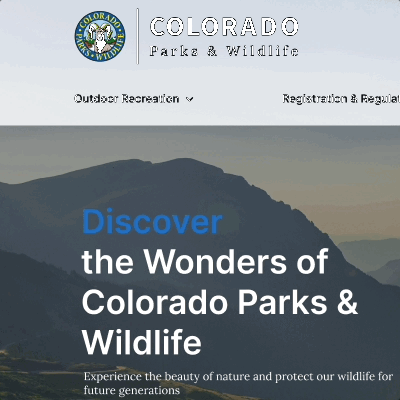 COLORADO
PARKS • WILDLIFE
COLORADO
Parks & Wildlife
Outdoor Recreation
Registration & Regulat
Discover
the Wonders of
Colorado Parks &
Wildlife
Experience the beauty of nature and protect our wildlife for
future generations